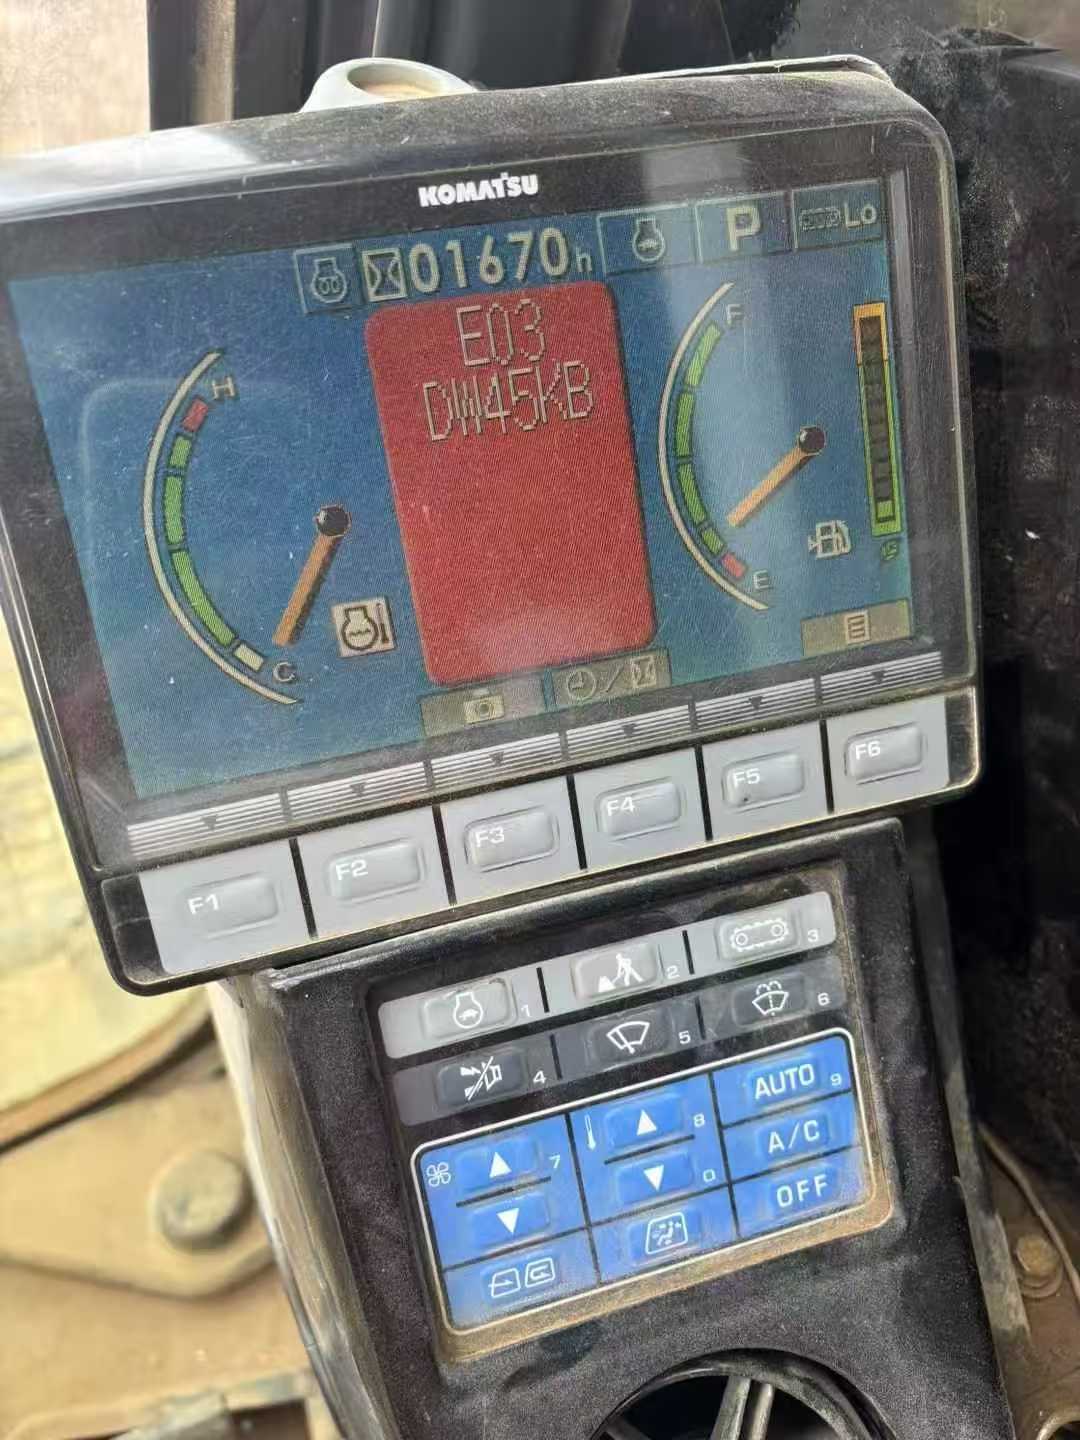 KOMATSU
01670h
P
Lo
E03
DW45KB
H
C
F
E
F1
F2
F3
F4
F5
F6
1
2
3
4
5
6
7
8
AUTO 9
A/C
0
OFF